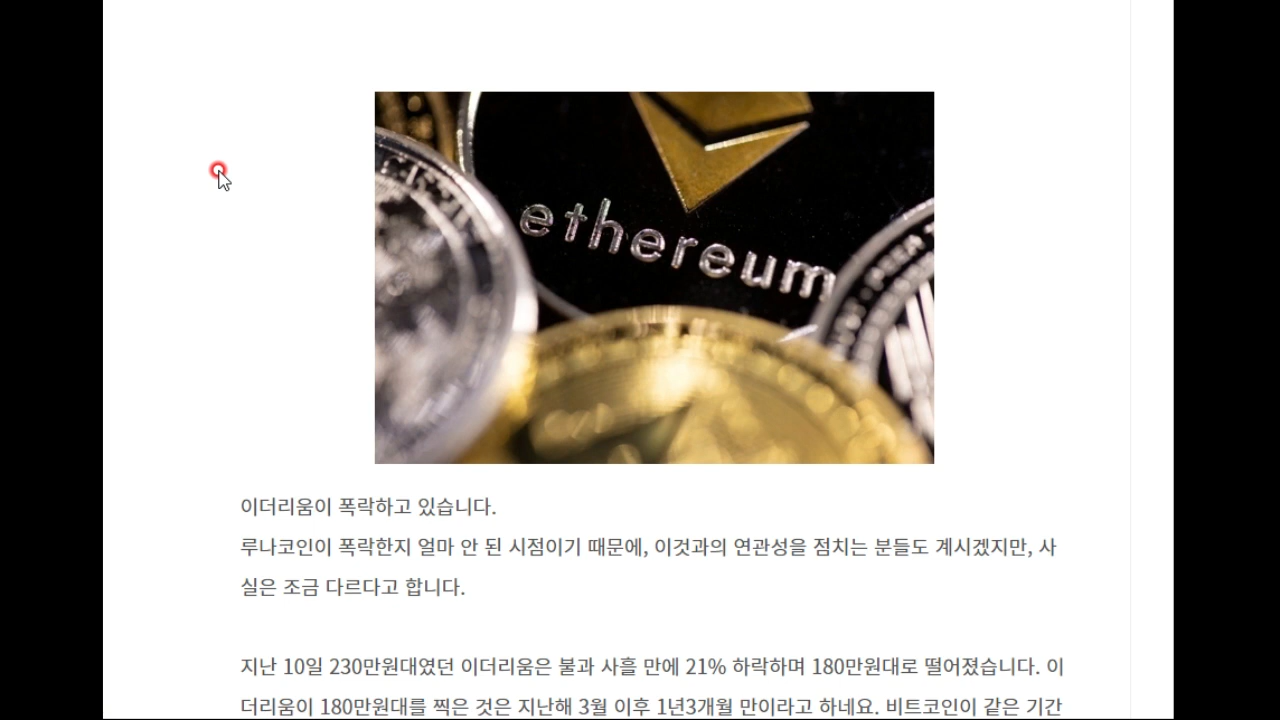 ethereum
이더리움이 폭락하고 있습니다.
루나코인이 폭락한지 얼마 안 된 시점이기 때문에, 이것과의 연관성을 점치는 분들도 계시겠지만, 사
실은 조금 다르다고 합니다.
지난 10일 230만원대였던 이더리움은 불과 사흘 만에 21% 하락하며 180만원대로 떨어졌습니다. 이
더리움이 180만원대를 찍은 것은 지난해 3월 이후 1년3개월 만이라고 하네요. 비트코인이 같은 기간